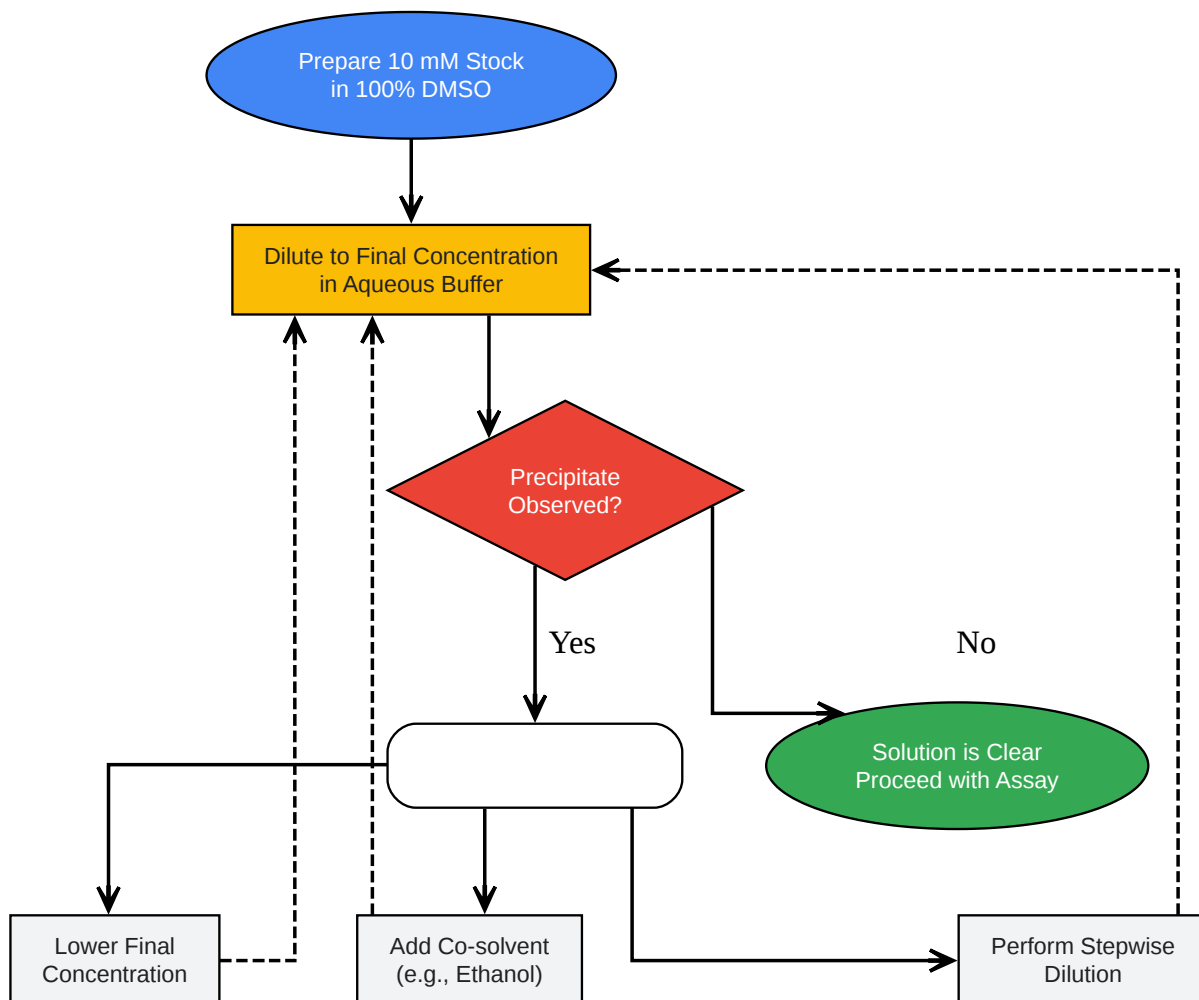 Prepare 10 mM Stock
in 100% DMSO
Dilute to Final Concentration
in Aqueous Buffer
Precipitate
Observed?
Yes
No
Solution is Clear
Proceed with Assay
Lower Final
Concentration
Add Co-solvent
(e.g., Ethanol)
Perform Stepwise
Dilution